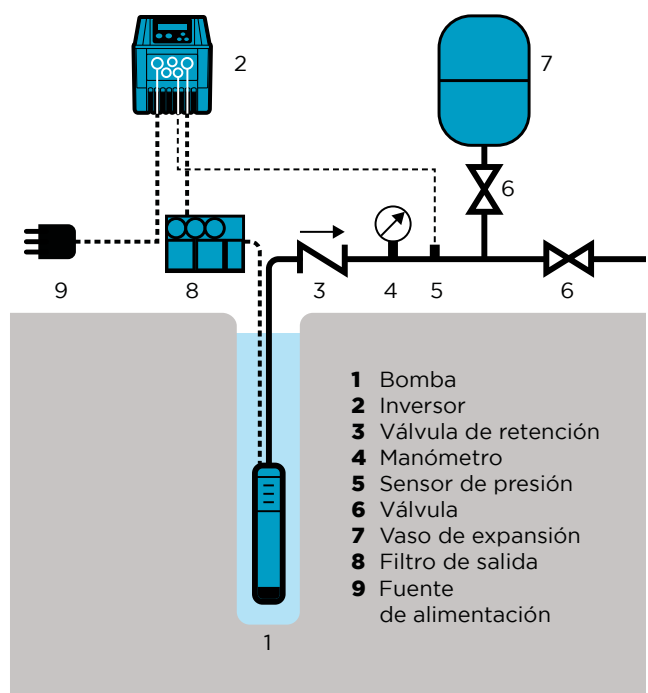 2
7
6
9
8
3
4
5
6
1 Bomba
2 Inversor
3 Válvula de retención
4 Manómetro
5 Sensor de presión
6 Válvula
7 Vaso de expansión
8 Filtro de salida
9 Fuente
de alimentación
1